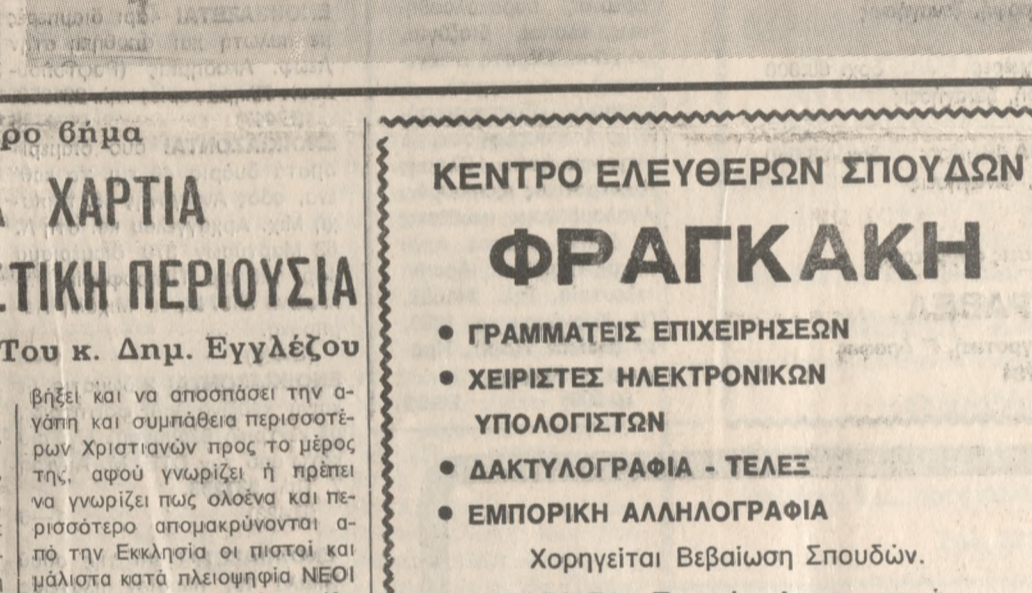 ρο βήμα
ΧΑΡΤΙΑ
ΤΙΚΗ ΠΕΡΙΟΥΣΙΑ
Του κ. Δημ. Εγγλέζου
βήξει και να αποσπάσει την α-
γάπη και συμπάθεια περισσοτέ-
ρων Χριστιανών προς το μέρος
της, αφού γνωρίζει ή πρέπει
να γνωρίζει πως ολοένα και πε-
ρισσότερο απομακρύνονται α-
πό την Εκκλησία οι πιστοί και
μάλιστα κατά πλειοψηφία ΝΕΟΙ
ΚΕΝΤΡΟ ΕΛΕΥΘΕΡΩΝ ΣΠΟΥΔΩΝ
ΦΡΑΓΚΑΚΗ
• ΓΡΑΜΜΑΤΕΙΣ ΕΠΙΧΕΙΡΗΣΕΩΝ
• ΧΕΙΡΙΣΤΕΣ ΗΛΕΚΤΡΟΝΙΚΩΝ
ΥΠΟΛΟΓΙΣΤΩΝ
• ΔΑΚΤΥΛΟΓΡΑΦΙΑ - ΤΕΛΕΞ
• ΕΜΠΟΡΙΚΗ ΑΛΛΗΛΟΓΡΑΦΙΑ
Χορηγείται Βεβαίωση Σπουδών.